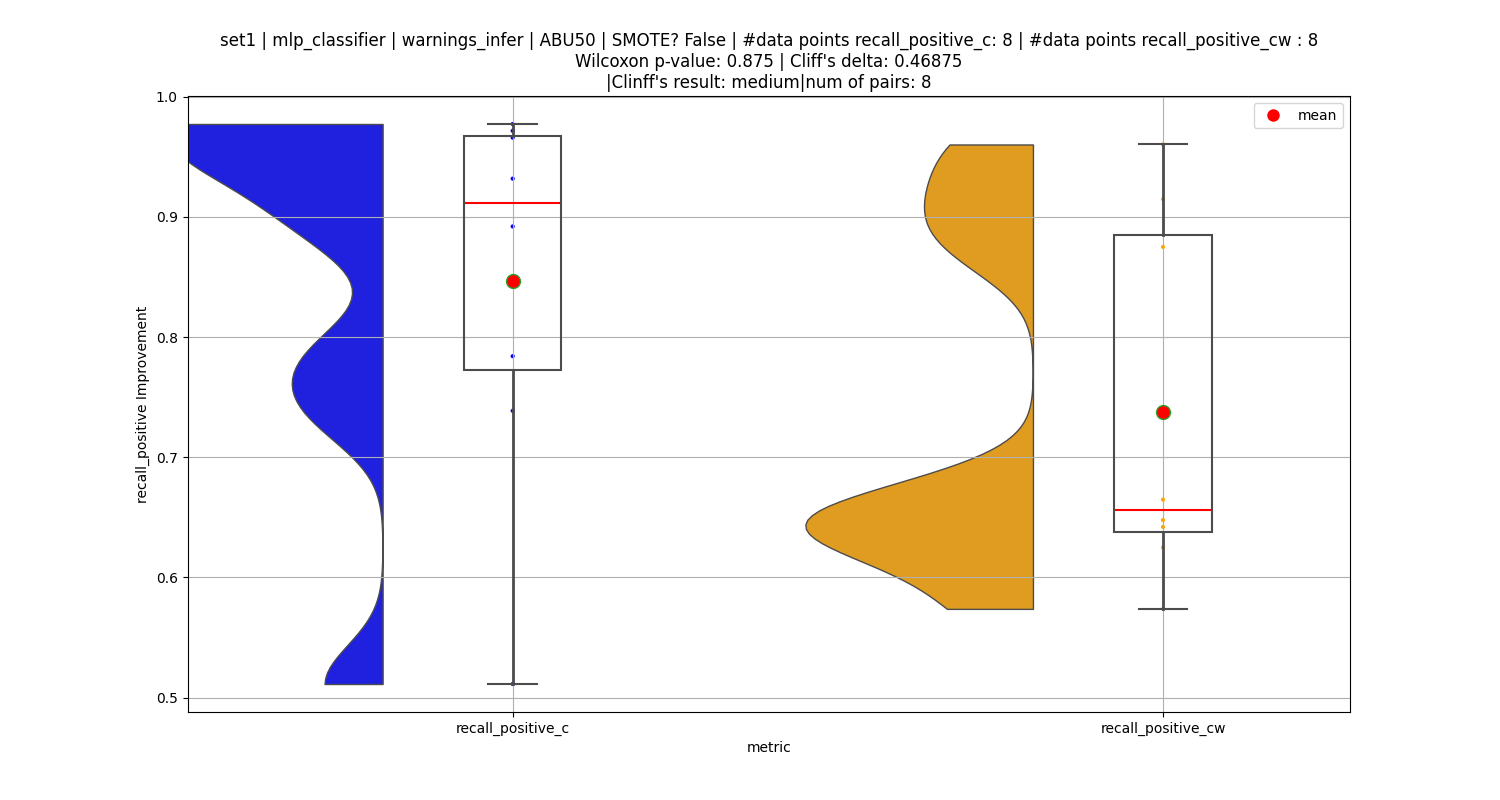 set1 | mlp_classifier | warnings_infer | ABU50 | SMOTE? False | #data points recall_positive_c: 8 | #data points recall_positive_cw : 8
Wilcoxon p-value: 0.875 | Cliff's delta: 0.46875
|Clinff's result: medium|num of pairs: 8
mean
1.0
0.9
0.8
0.7
0.6
0.5
recall_positive Improvement
recall_positive_c
recall_positive_cw
metric